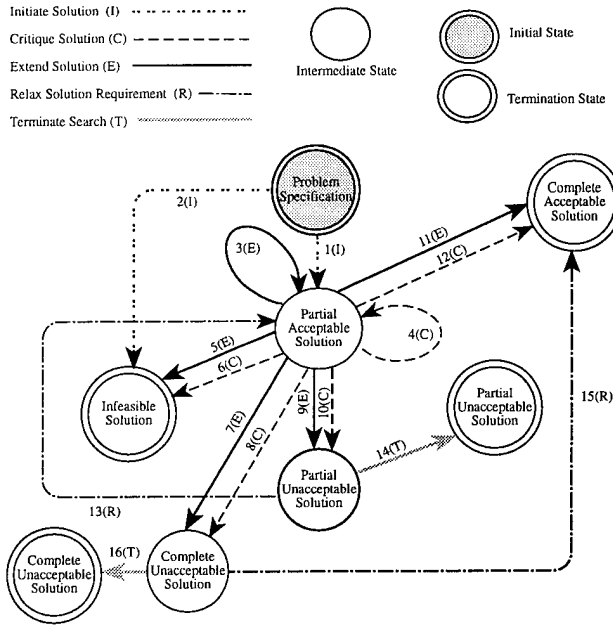 Initiate Solution (I)
Critique Solution (C)
Extend Solution (E)
Relax Solution Requirement (R)
Terminate Search (T)
Intermediate State
Initial State
Termination State
Problem
Specification
Complete
Acceptable
Solution
2(I)
1(I)
3(E)
11(E)
12(C)
Partial
Acceptable
Solution
4(C)
5(E)
6(C)
15(R)
Infeasible
Solution
7(E)
8(C)
9(E)
10(C)
Partial
Unacceptable
Solution
14(T)
Partial
Unacceptable
Solution
13(R)
Complete
Unacceptable
Solution
16(T)
Complete
Unacceptable
Solution